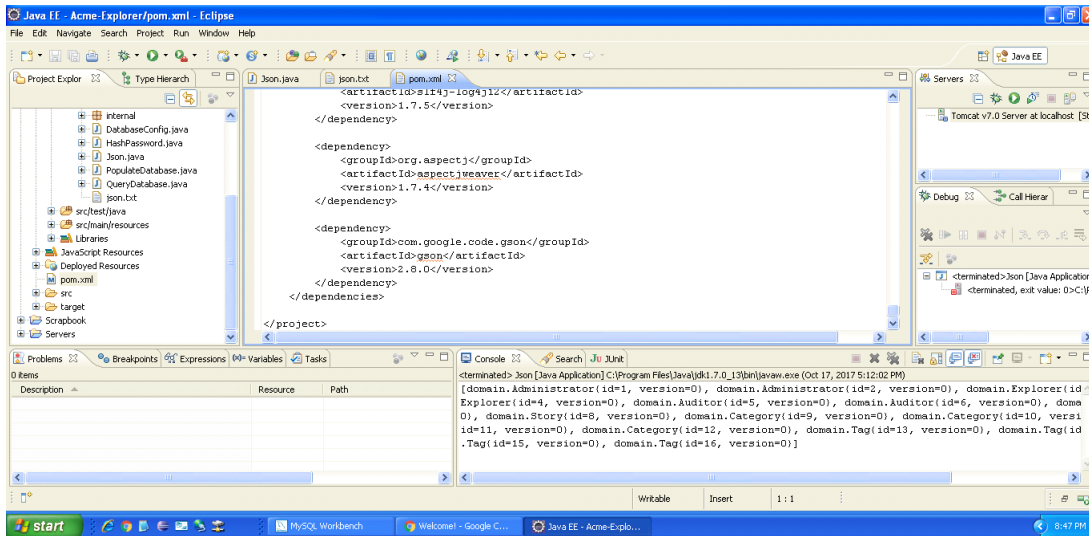 Java EE - Acme-Explorer/pom.xml - Eclipse
File Edit Navigate Search Project Run Window Help
Java EE
Project Explor
Type Hierarch
internal
DatabaseConfig.java
HashPassword.java
Json.java
PopulateDatabase.java
QueryDatabase.java
json.txt
src/test/java
src/main/resources
Libraries
JavaScript Resources
Deployed Resources
pom.xml
src
target
Scrapbook
Servers
Json.java
json.txt
pom.xml
<artifactId>slf4j-log4j12</artifactId>
<version>1.7.5</version>
</dependency>
<dependency>
<groupId>org.aspectj</groupId>
<artifactId>aspectjweaver</artifactId>
<version>1.7.4</version>
</dependency>
<dependency>
<groupId>com.google.code.gson</groupId>
<artifactId>gson</artifactId>
<version>2.8.0</version>
</dependency>
</dependencies>
</project>
Servers
Tomcat v7.0 Server at localhost [St
Debug
Call Hierar
<terminated>Json [Java Application
<terminated, exit value: 0>C:\
Problems
Breakpoints
Expressions
Variables
Tasks
0 items
Description
Resource
Path
Console
Search
JUnit
<terminated> Json [Java Application] C:\Program Files\Java\jdk1.7.0_13\bin\javaw.exe (Oct 17, 2017 5:12:02 PM)
[domain.Administrator{id=1, version=0}, domain.Administrator{id=2, version=0}, domain.Explorer{id
Explorer{id=4, version=0}, domain.Auditor{id=5, version=0}, domain.Auditor{id=6, version=0}, doma
0}, domain.Story{id=8, version=0}, domain.Category{id=9, version=0}, domain.Category{id=10, versi
id=11, version=0}, domain.Category{id=12, version=0}, domain.Tag{id=13, version=0}, domain.Tag{id
.Tag{id=15, version=0}, domain.Tag{id=16, version=0}]
Writable
Insert
1 : 1
start
MySQL Workbench
Welcome! - Google C...
Java EE - Acme-Explo...
8:47 PM